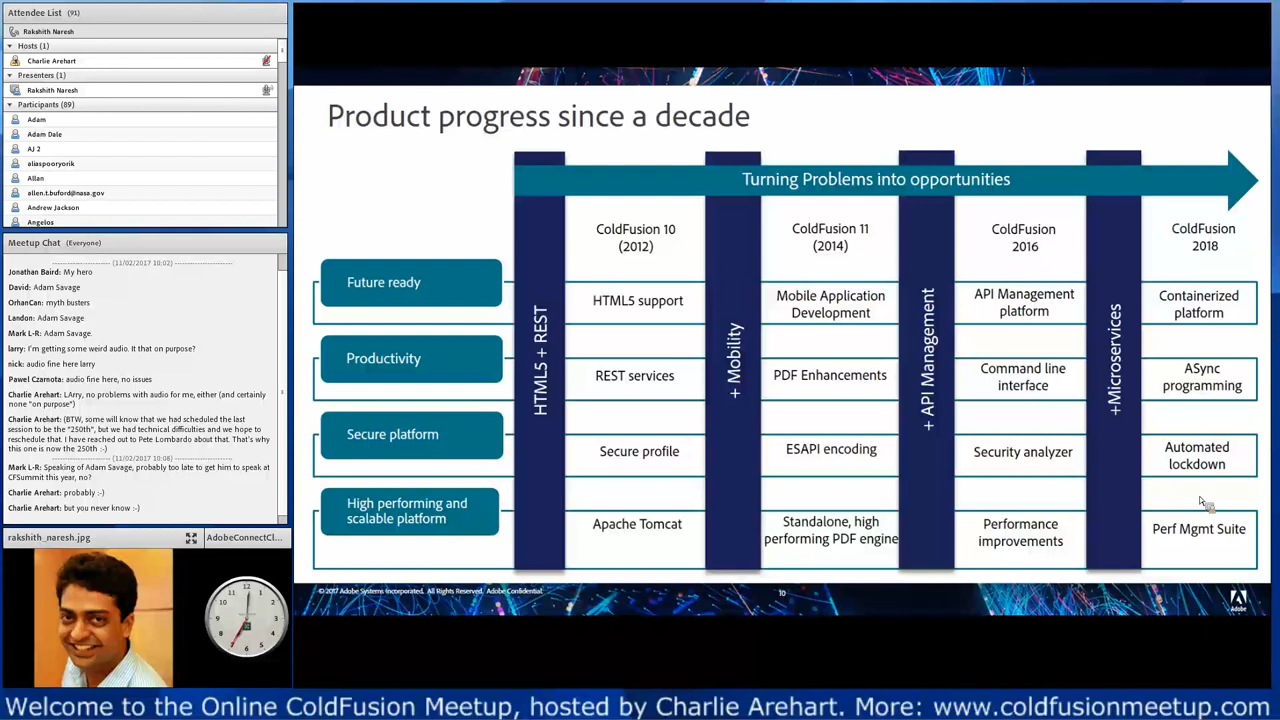 Attendee List (91)
Rakshith Naresh
Hosts (1)
Charlie Arehart
Presenters (1)
Rakshith Naresh
Participants (89)
Adam
Adam Dale
AJ 2
aliaspooryorik
Allan
allen.t.buford@nasa.gov
Andrew Jackson
Angelos
Meetup Chat (Everyone)
(11/02/2017 10:02)
Jonathan Baird: My hero
David: Adam Savage
OrhanCan: myth busters
Landon: Adam Savage
Mark L-R: Adam Savage.
larry: I'm getting some weird audio. It that on purpose?
nick: audio fine here larry
Pawel Czarnota: audio fine here, no issues
Charlie Arehart: LArry, no problems with audio for me, either (and certainly
none "on purpose")
Charlie Arehart: (BTW, some will know that we had scheduled the last
session to be the "250th", but we had technical difficulties and we hope to
reschedule that. I have reached out to Pete Lombardo about that. That's why
this one is now the 250th :-)
(11/02/2017 10:08)
Mark L-R: Speaking of Adam Savage, probably too late to get him to speak at
CFSummit this year, no?
Charlie Arehart: probably :-)
Charlie Arehart: but you never know :-)
rakshith_naresh.jpg
AdobeConnectCl...
12
1
2
3
4
5
6
7
8
9
10
11
Product progress since a decade
Turning Problems into opportunities
ColdFusion 10
(2012)
ColdFusion 11
(2014)
ColdFusion
2016
ColdFusion
2018
HTML5 + REST
+ Mobility
+ API Management
+Microservices
Future ready
HTML5 support
Mobile Application
Development
API Management
platform
Containerized
platform
Productivity
REST services
PDF Enhancements
Command line
interface
ASync
programming
Secure platform
Secure profile
ESAPI encoding
Security analyzer
Automated
lockdown
High performing and
scalable platform
Apache Tomcat
Standalone, high
performing PDF engine
Performance
improvements
Perf Mgmt Suite
© 2017 Adobe Systems Incorporated. All Rights Reserved. Adobe Confidential.
10
Adobe
Welcome to the Online ColdFusion Meetup, hosted by Charlie Arehart. More: www.coldfusionmeetup.com